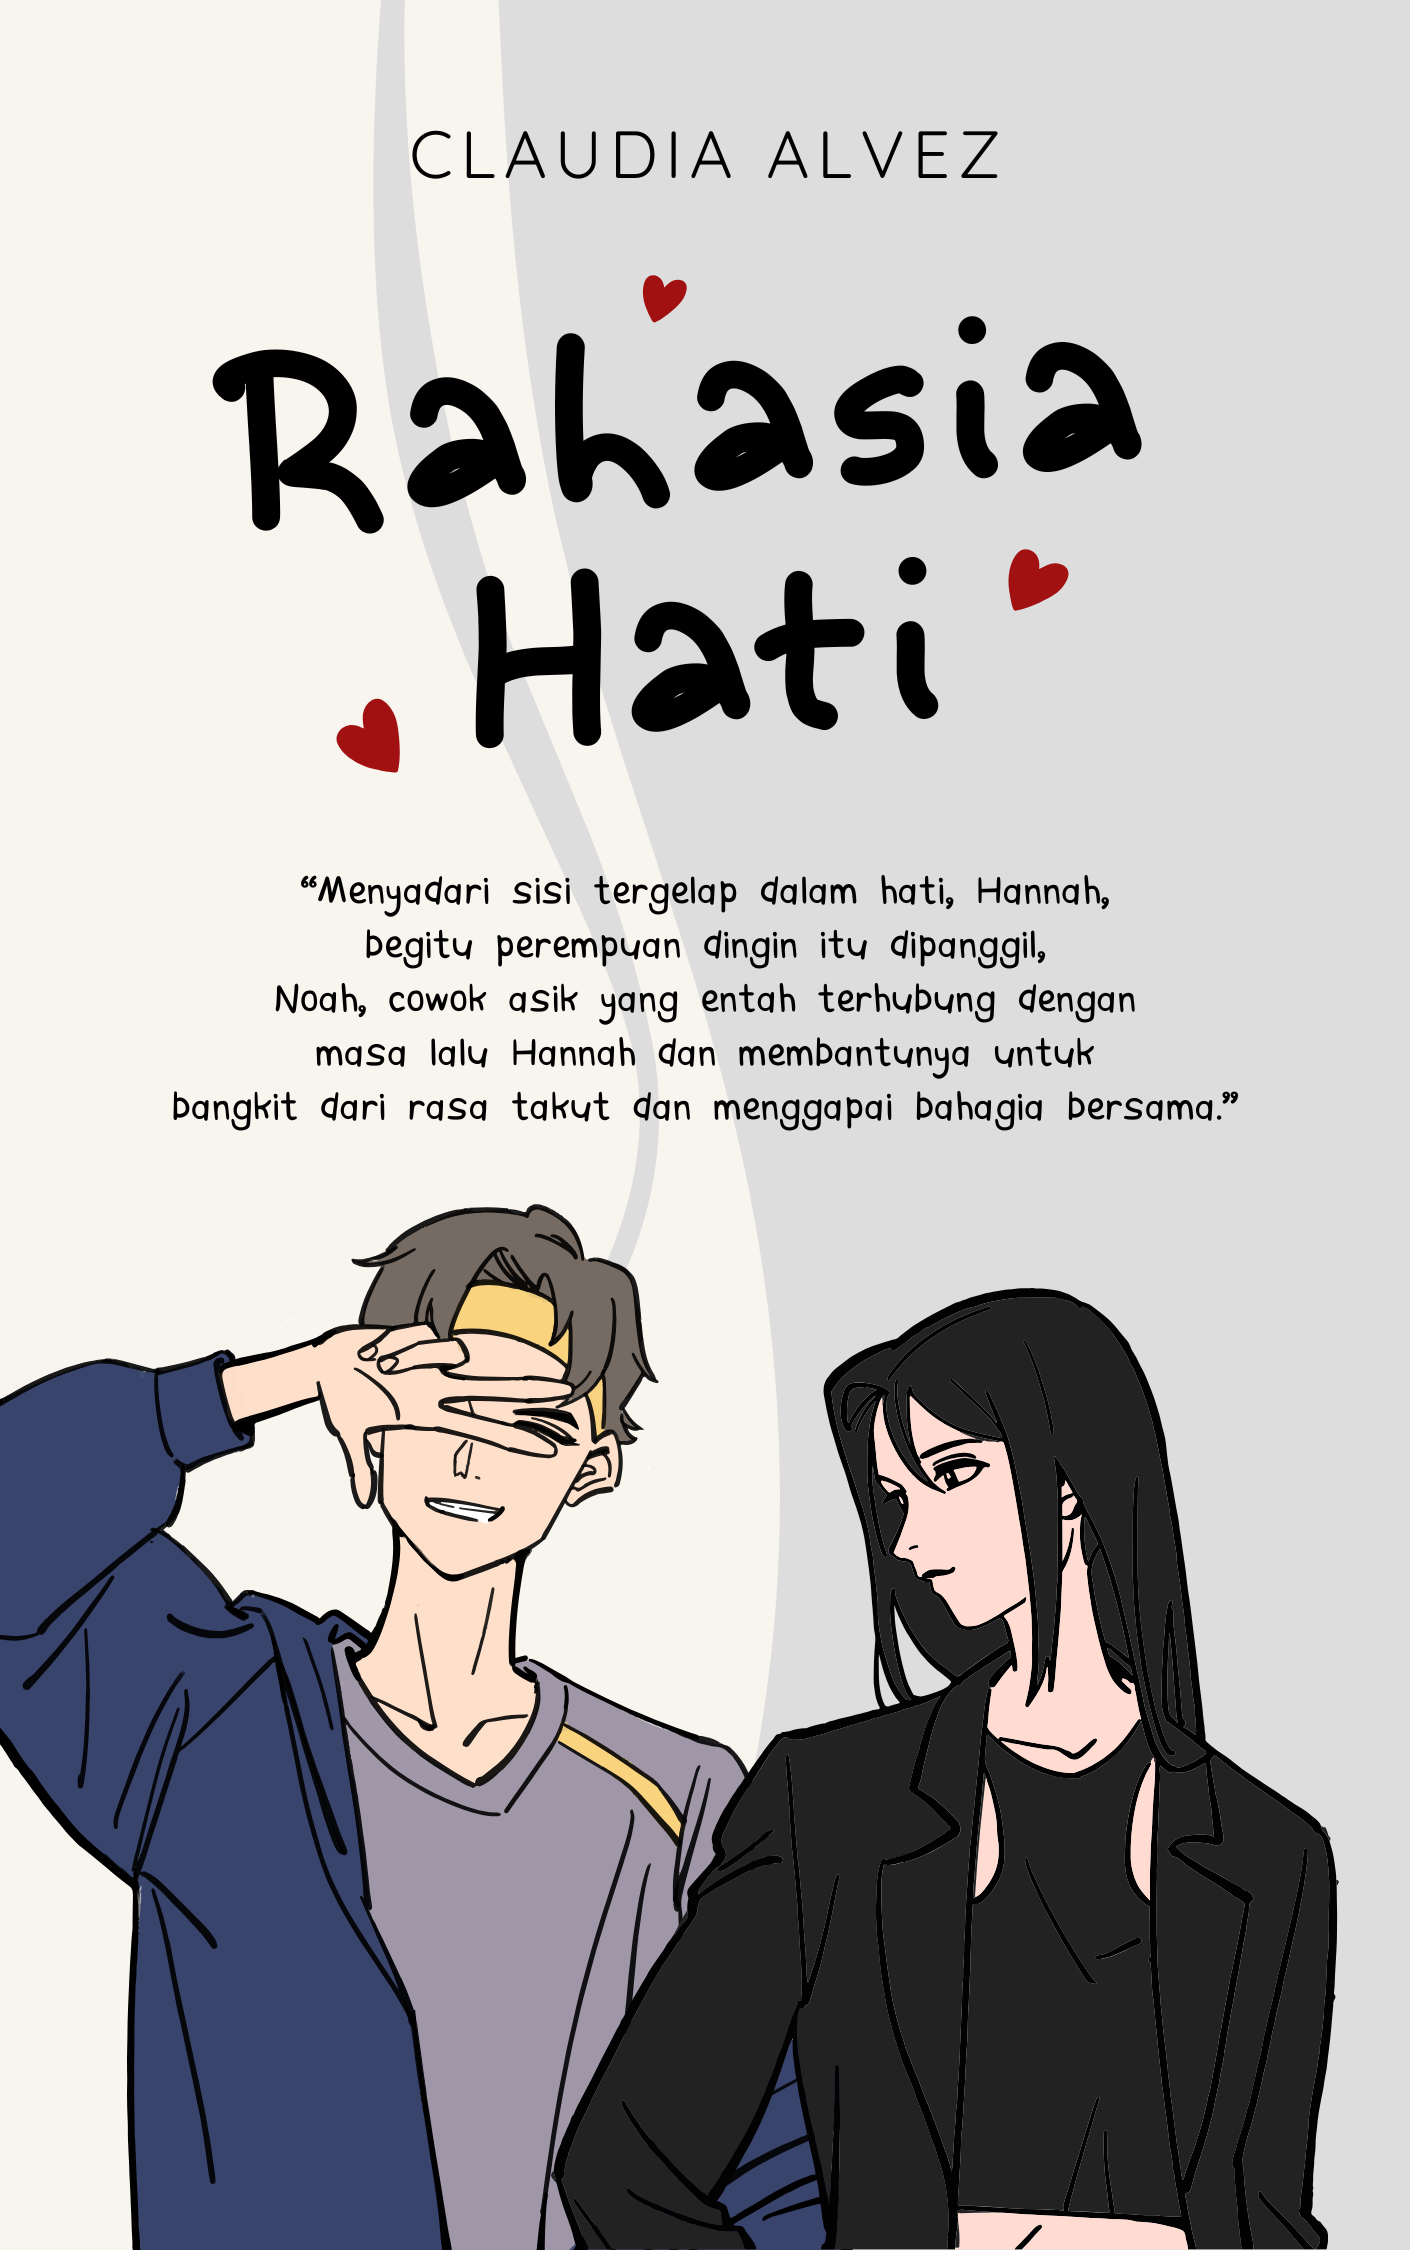 CLAUDIA ALVEZ
Rahasia
Hati
“Menyadari sisi tergelap dalam hati, Hannah,
begitu perempuan dingin itu dipanggil,
Noah, cowok asik yang entah terhubung dengan
masa lalu Hannah dan membantunya untuk
bangkit dari rasa takut dan menggapai bahagia bersama.”